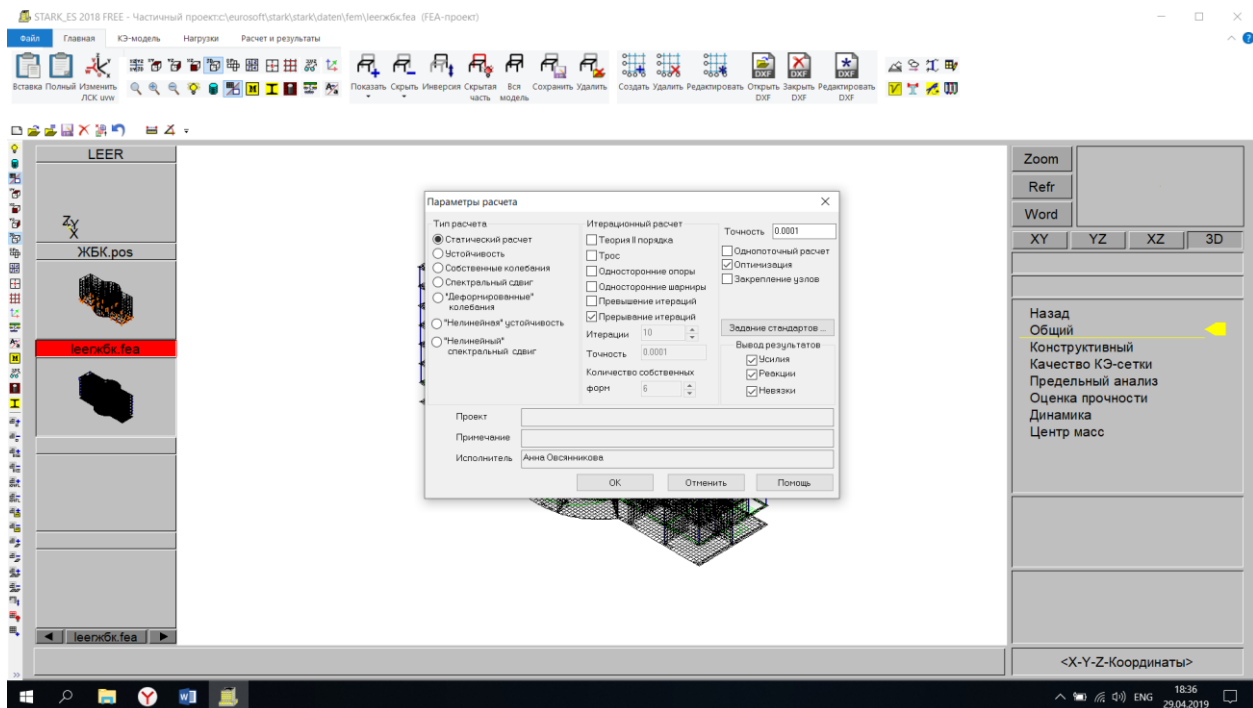 STARK_ES 2018 FREE - Частичный проект:c:\eurosoft\stark\stark\daten\fem\leerжбк.fea (FEA-проект)
Файл Главная КЭ-модель Нагрузки Расчет и результаты
Вставка Полный Изменить ЛСК uvw
Показать Скрыть Инверсия Скрытая часть Вся модель Сохранить Удалить
Создать Удалить Редактировать Открыть DXF Закрыть DXF Редактировать DXF
LEER
Z Y
X
ЖБК.pos
leerжбк.fea
leerжбк.fea
Параметры расчета
Тип расчета
Статический расчет
Устойчивость
Собственные колебания
Спектральный сдвиг
"Деформированные"
колебания
"Нелинейная" устойчивость
"Нелинейный"
спектральный сдвиг
Итерационный расчет
Теория II порядка
Трос
Односторонние опоры
Односторонние шарниры
Превышение итераций
Прерывание итераций
Итерации 10
Точность 0.0001
Количество собственных
форм 6
Точность 0.0001
Однопоточный расчет
Оптимизация
Закрепление узлов
Задание стандартов ...
Вывод результатов
Усилия
Реакции
Невязки
Проект
Примечание
Исполнитель Анна Овсянникова
OK Отменить Помощь
Zoom
Refr
Word
XY YZ XZ 3D
Назад
Общий
Конструктивный
Качество КЭ-сетки
Предельный анализ
Оценка прочности
Динамика
Центр масс
<X-Y-Z-Координаты>
ENG 18:36
29.04.2019